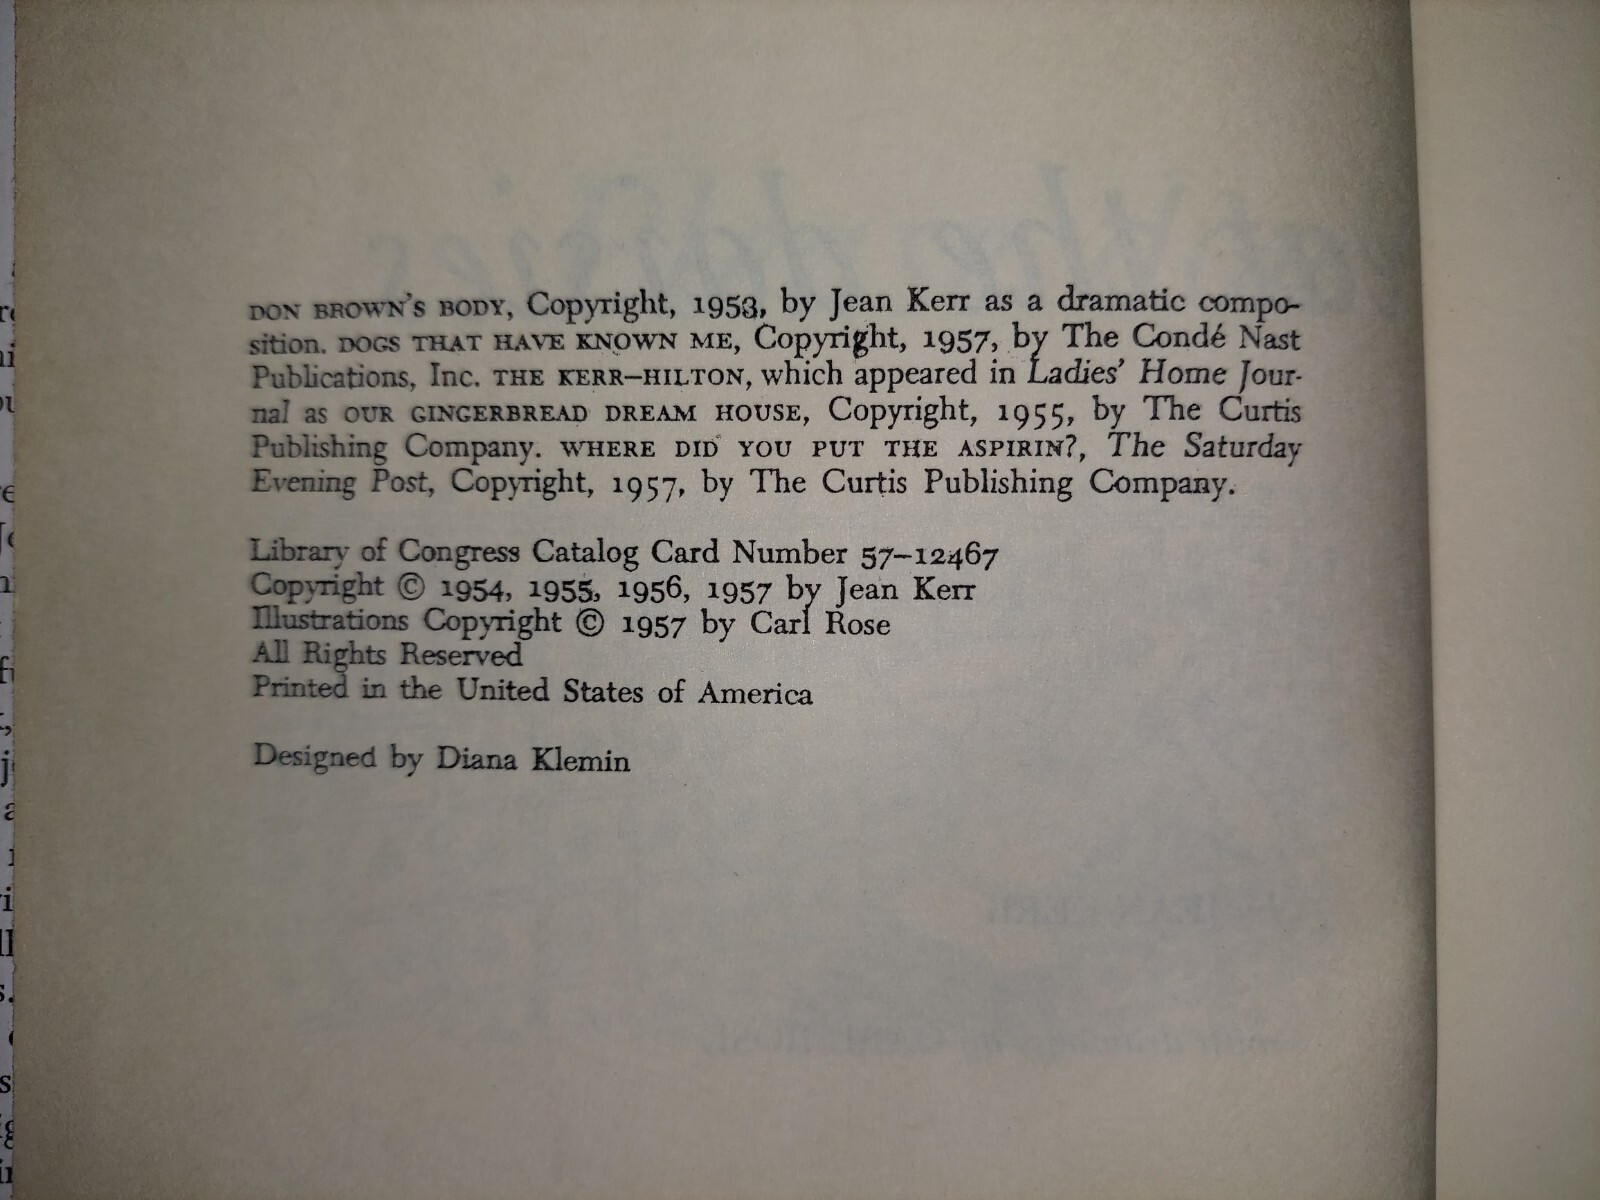 DON BROWN'S BODY, Copyright, 1953, by Jean Kerr as a dramatic compo-
sition. DOGS THAT HAVE KNOWN ME, Copyright, 1957, by The Condé Nast
Publications, Inc. THE KERR–HILTON, which appeared in Ladies' Home Jour-
nal as OUR GINGERBREAD DREAM HOUSE, Copyright, 1955, by The Curtis
Publishing Company. WHERE DID YOU PUT THE ASPIRIN?, The Saturday
Evening Post, Copyright, 1957, by The Curtis Publishing Company.
Library of Congress Catalog Card Number 57–12467
Copyright © 1954, 1955, 1956, 1957 by Jean Kerr
Illustrations Copyright © 1957 by Carl Rose
All Rights Reserved
Printed in the United States of America
Designed by Diana Klemin